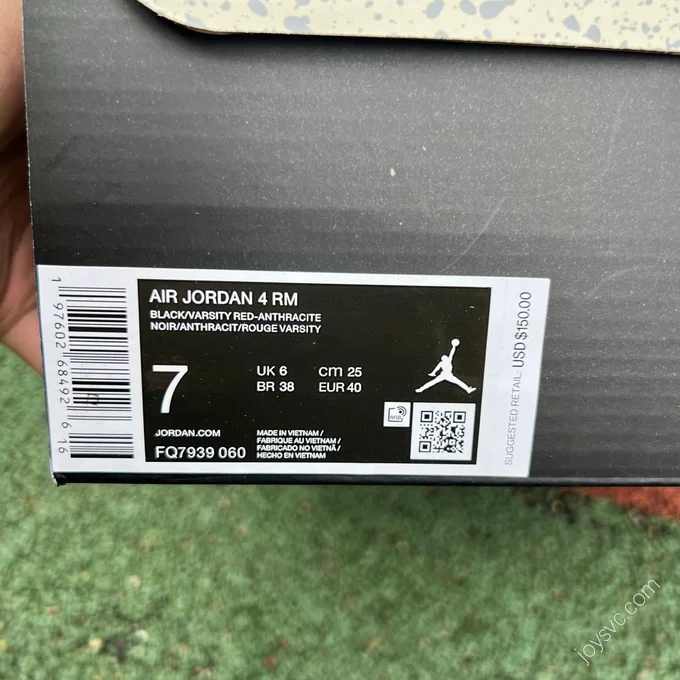 AIR JORDAN 4 RM
BLACK/VARSITY RED-ANTHRACITE
NOIR/ANTHRACIT/ROUGE VARSITY
7
UK 6 cm 25
BR 38 EUR 40
JORDAN.COM
FQ7939 060
MADE IN VIETNAM /
FABRIQUE AU VIETNAM /
FABRICADO NO VIETNÃ /
HECHO EN VIETNAM
1 97602 68492 6 16
SUGGESTED RETAIL: USD $150.00
joysvc.com